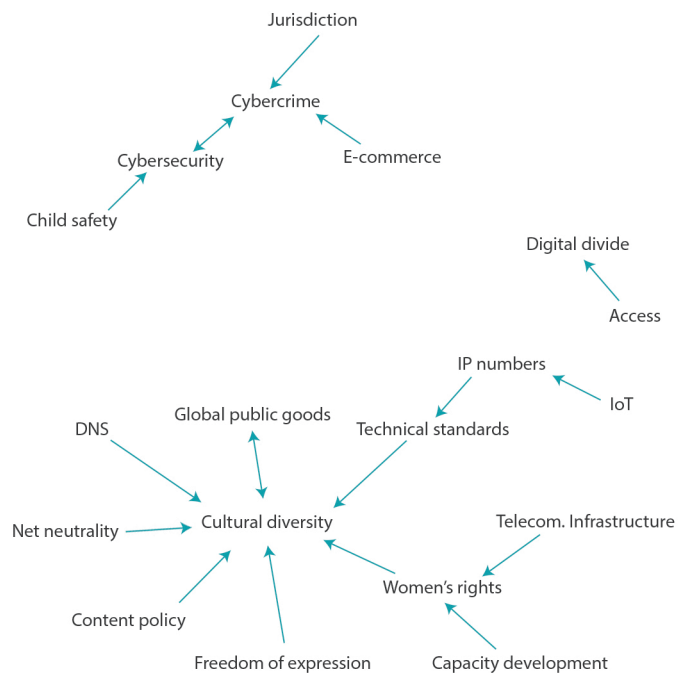 Jurisdiction
Cybercrime
E-commerce
Cybersecurity
Child safety
Digital divide
Access
IP numbers
IoT
Global public goods
DNS
Technical standards
Cultural diversity
Telecom. Infrastructure
Net neutrality
Women’s rights
Content policy
Freedom of expression
Capacity development